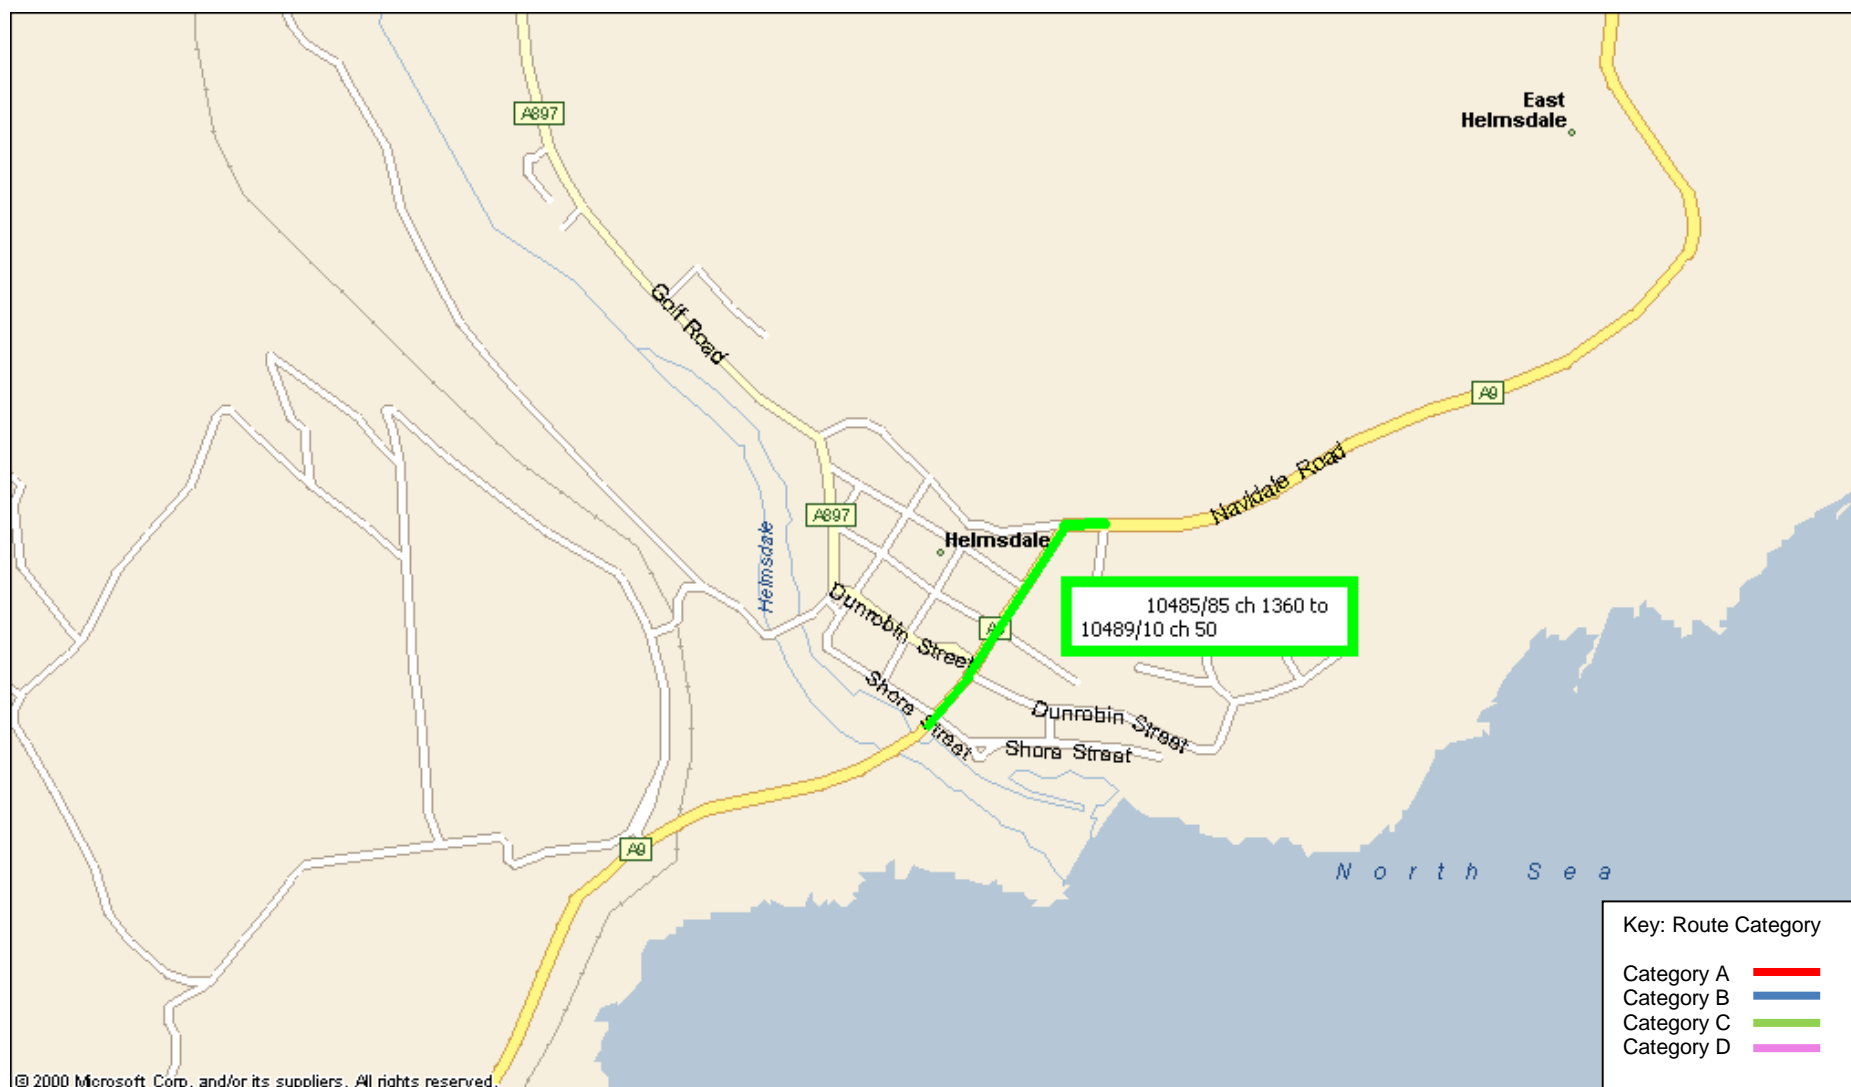 A897
East
Helmsdale
Golf Road
A9
Navidale Road
A897
Helmsdale
Helmsdale
10485/85 ch 1360 to
10489/10 ch 50
Dunrobin Street
Shore Street
Dunrobin Street
Shore Street
A9
North Sea
Key: Route Category
Category A
Category B
Category C
Category D
© 2000 Microsoft Corp. and/or its suppliers. All rights reserved.